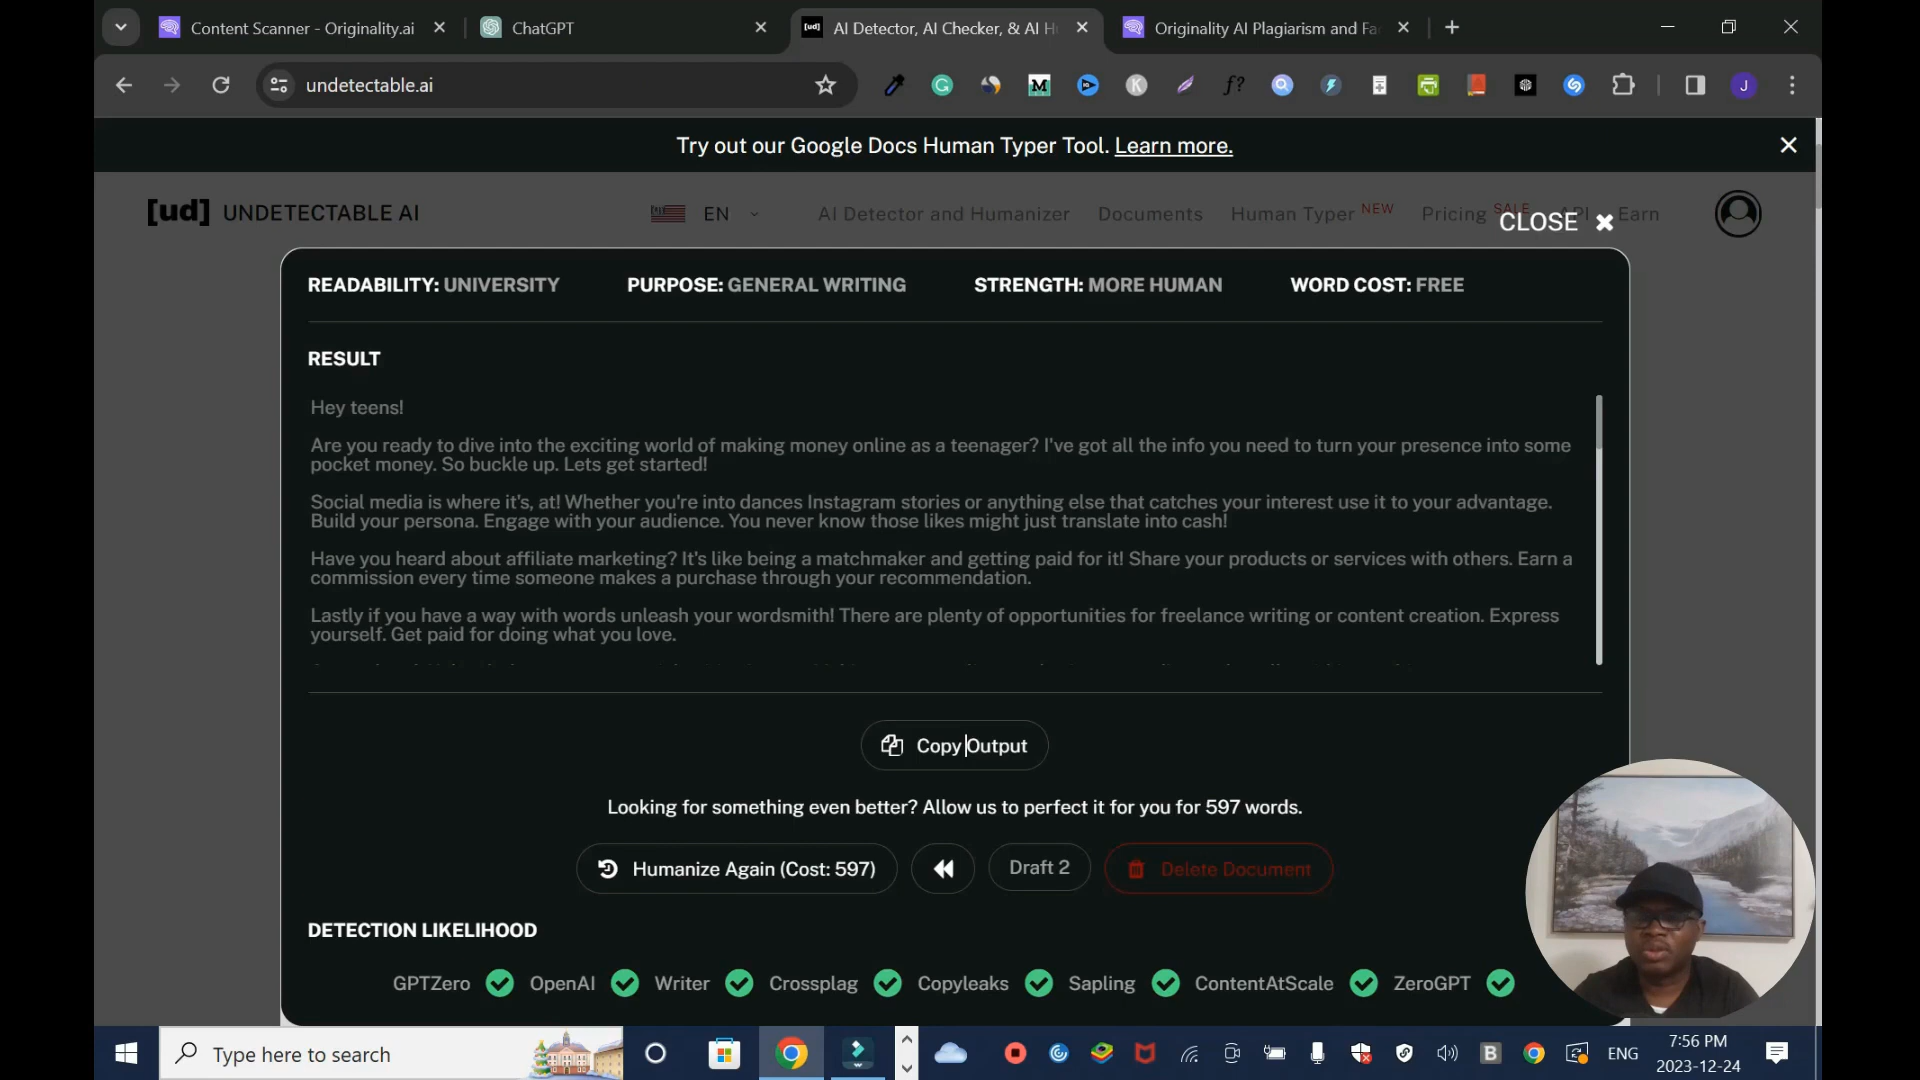 Content Scanner - Originality.ai
ChatGPT
[ud]
AI Detector, AI Checker, & AI H
Originality AI Plagiarism and Fac
undetectable.ai
Try out our Google Docs Human Typer Tool. Learn more.
[ud] UNDETECTABLE AI
EN
AI Detector and Humanizer
Documents
Human Typer NEW
Pricing SALE
API
Earn
CLOSE
READABILITY: UNIVERSITY
PURPOSE: GENERAL WRITING
STRENGTH: MORE HUMAN
WORD COST: FREE
RESULT
Hey teens!
Are you ready to dive into the exciting world of making money online as a teenager? I've got all the info you need to turn your presence into some
pocket money. So buckle up. Lets get started!
Social media is where it's, at! Whether you're into dances Instagram stories or anything else that catches your interest use it to your advantage.
Build your persona. Engage with your audience. You never know those likes might just translate into cash!
Have you heard about affiliate marketing? It's like being a matchmaker and getting paid for it! Share your products or services with others. Earn a
commission every time someone makes a purchase through your recommendation.
Lastly if you have a way with words unleash your wordsmith! There are plenty of opportunities for freelance writing or content creation. Express
yourself. Get paid for doing what you love.
Copy Output
Looking for something even better? Allow us to perfect it for you for 597 words.
Humanize Again (Cost: 597)
Draft 2
Delete Document
DETECTION LIKELIHOOD
GPTZero
OpenAI
Writer
Crossplag
Copyleaks
Sapling
ContentAtScale
ZeroGPT
Type here to search
ENG
7:56 PM
2023-12-24